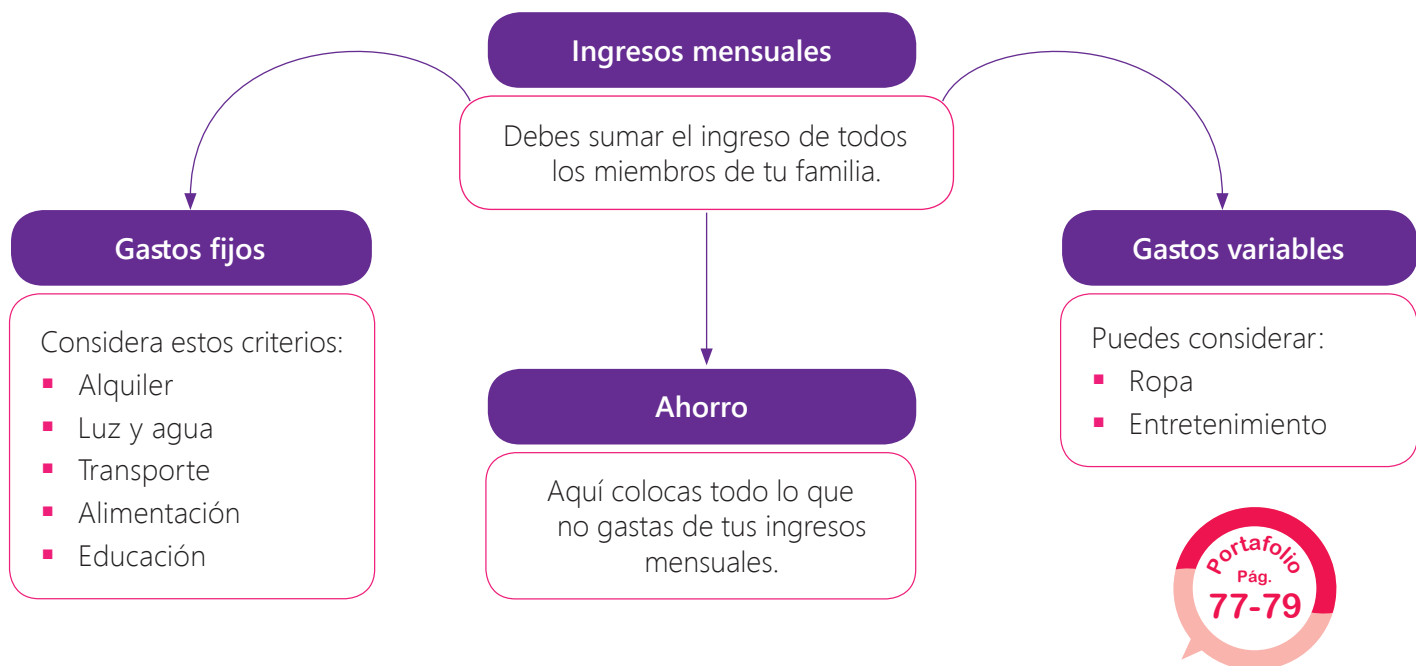 Ingresos mensuales
Debes sumar el ingreso de todos
los miembros de tu familia.
Gastos fijos
Considera estos criterios:
▪ Alquiler
▪ Luz y agua
▪ Transporte
▪ Alimentación
▪ Educación
Ahorro
Aquí colocas todo lo que
no gastas de tus ingresos
mensuales.
Gastos variables
Puedes considerar:
▪ Ropa
▪ Entretenimiento
Portafolio
Pág.
77-79